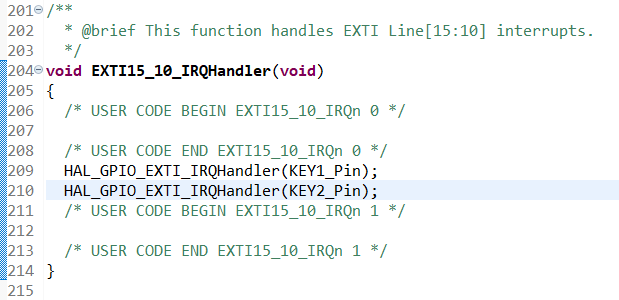 201 /**
202   * @brief This function handles EXTI Line[15:10] interrupts.
203   */
204 void EXTI15_10_IRQHandler(void)
205 {
206   /* USER CODE BEGIN EXTI15_10_IRQn 0 */
207
208   /* USER CODE END EXTI15_10_IRQn 0 */
209   HAL_GPIO_EXTI_IRQHandler(KEY1_Pin);
210   HAL_GPIO_EXTI_IRQHandler(KEY2_Pin);
211   /* USER CODE BEGIN EXTI15_10_IRQn 1 */
212
213   /* USER CODE END EXTI15_10_IRQn 1 */
214 }
215